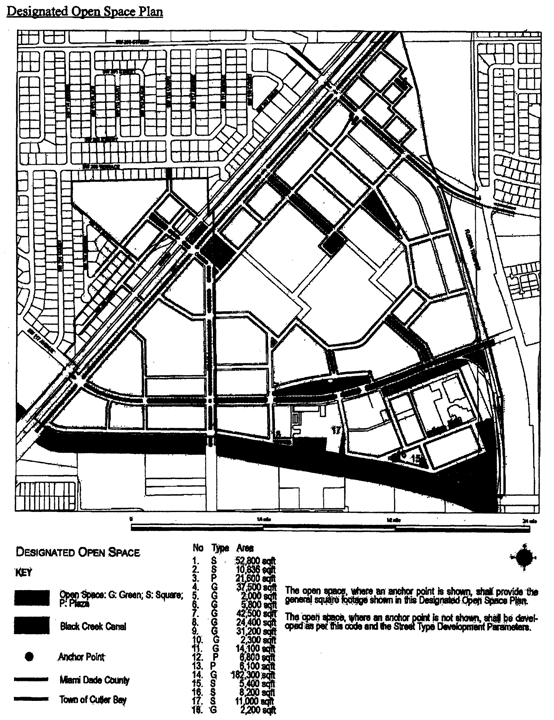 Designated Open Space Plan
17
15
0
1/4 mile
1/2 mile
3/4 mile
DESIGNATED OPEN SPACE
KEY
Open Space: G: Green; S: Square;
P: Plaza
Black Creek Canal
Anchor Point
Miami Dade County
Town of Cutler Bay
No Type Area
1. S 52,800 sqft
2. S 10,836 sqft
3. P 21,600 sqft
4. G 37,500 sqft
5. G 2,000 sqft
6. G 5,800 sqft
7. G 42,500 sqft
8. G 24,400 sqft
9. G 31,200 sqft
10. G 2,300 sqft
11. G 14,100 sqft
12. P 6,800 sqft
13. P 6,100 sqft
14. G 182,300 sqft
15. S 5,400 sqft
16. S 8,200 sqft
17. S 11,000 sqft
18. G 2,200 sqft
The open space, where an anchor point is shown, shall provide the
general square footage shown in this Designated Open Space Plan.
The open space, where an anchor point is not shown, shall be devel-
oped as per this code and the Street Type Development Parameters.